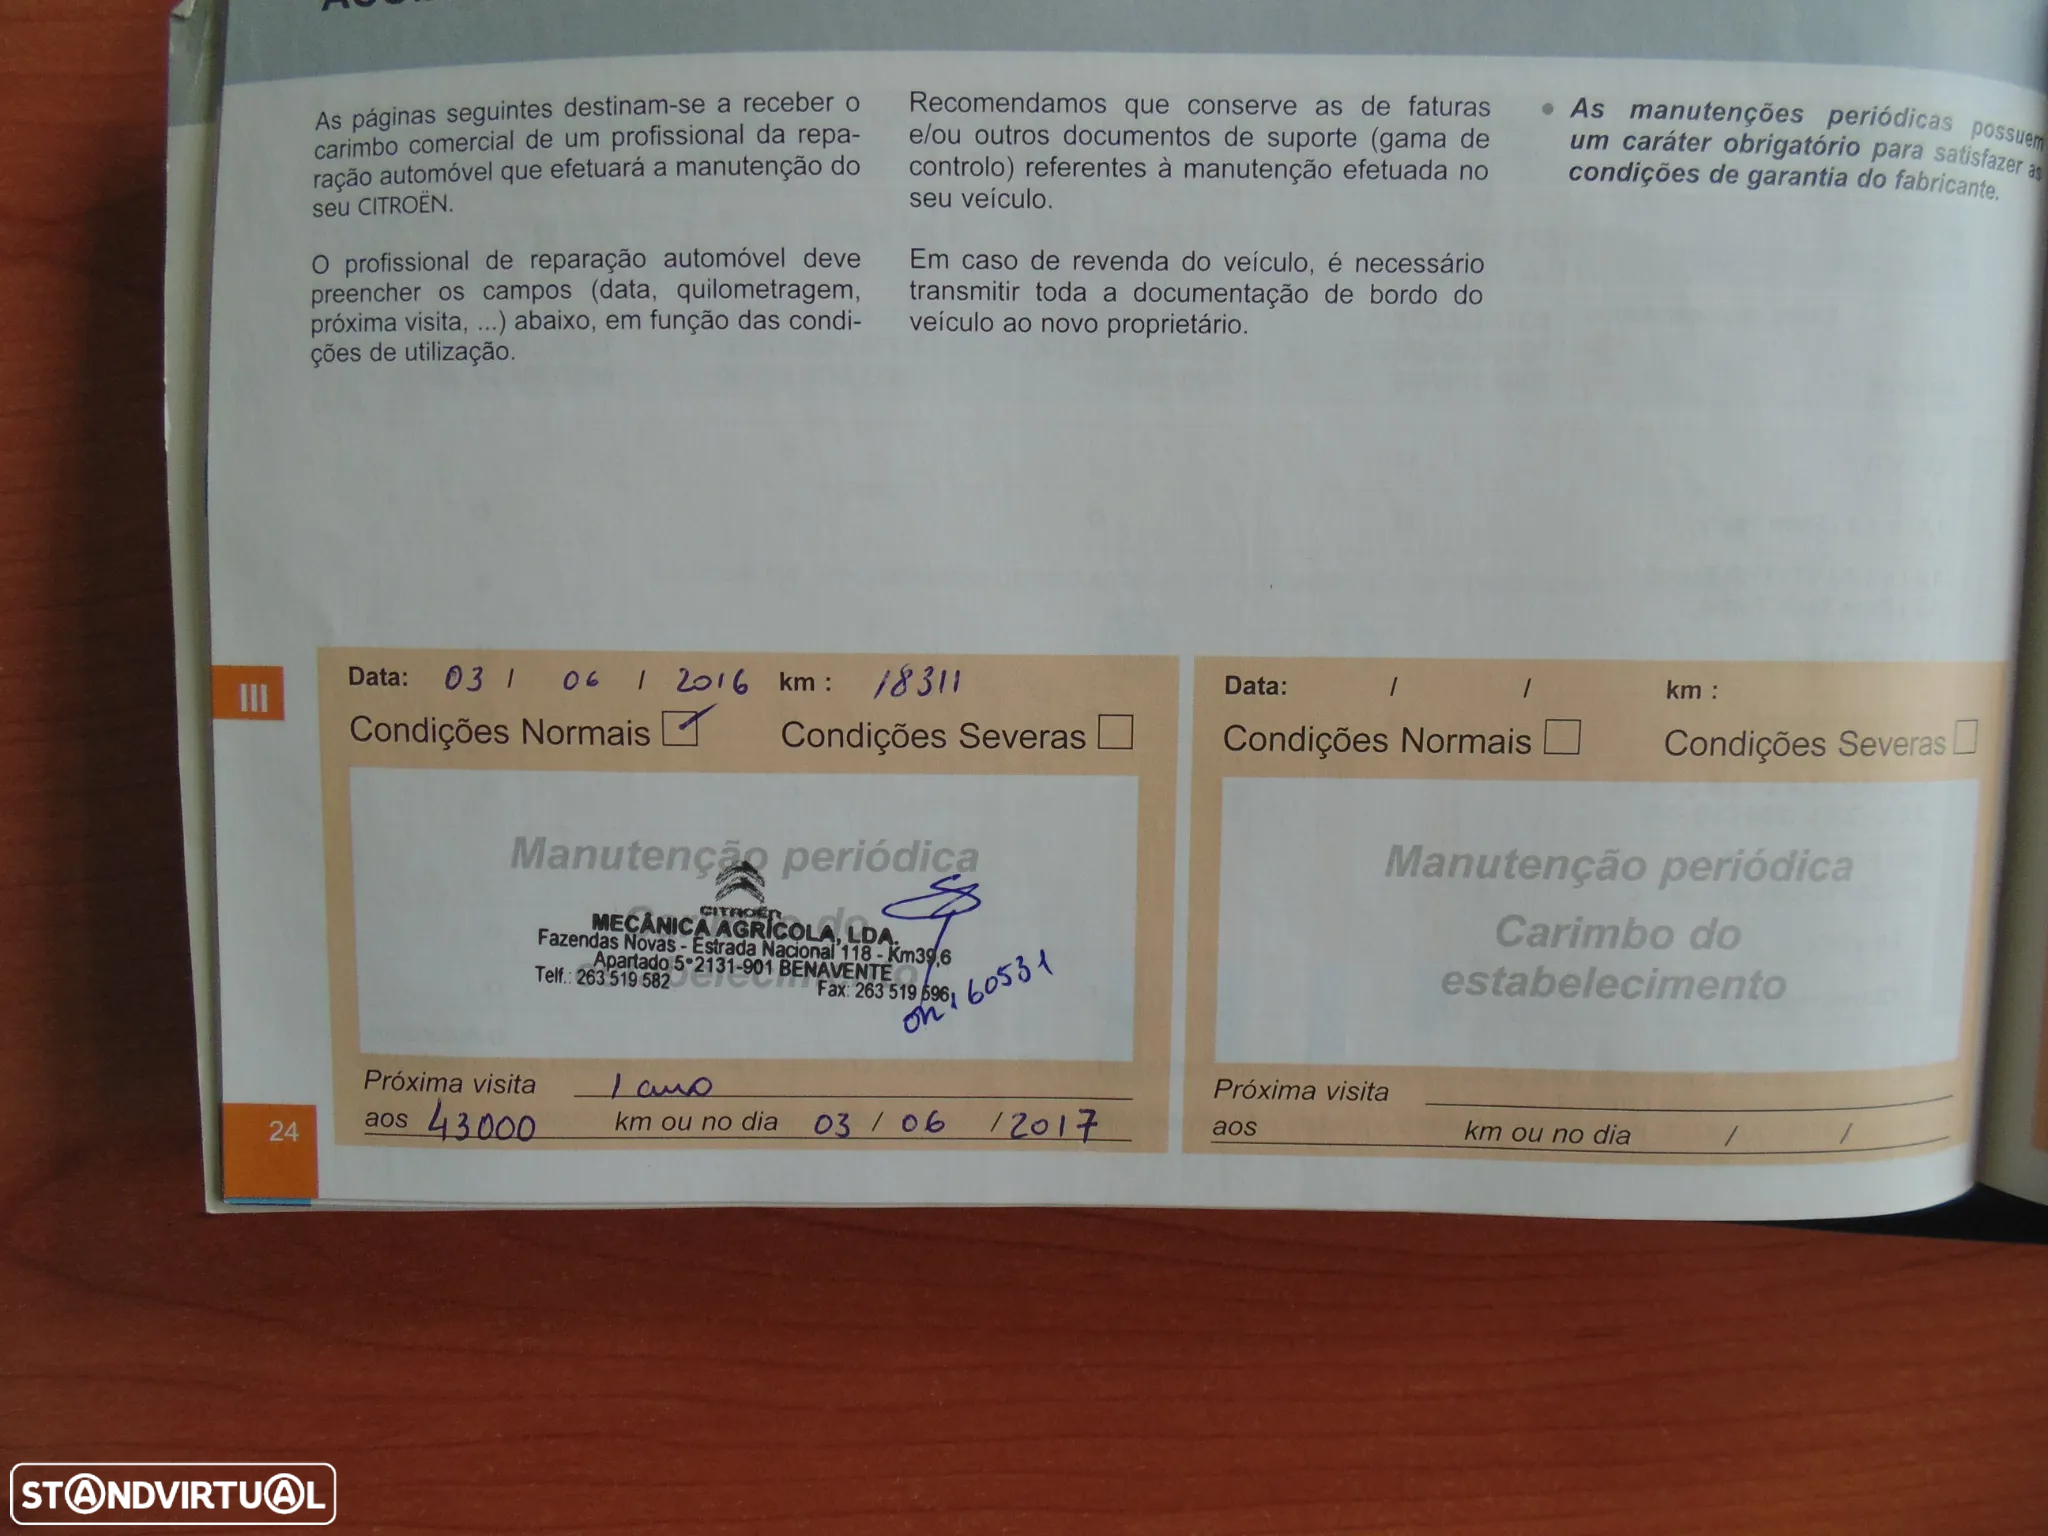 As páginas seguintes destinam-se a receber o
carimbo comercial de um profissional da repa-
ração automóvel que efetuará a manutenção do
seu CITROËN.
O profissional de reparação automóvel deve
preencher os campos (data, quilometragem,
próxima visita, ...) abaixo, em função das condi-
ções de utilização.
Recomendamos que conserve as de faturas
e/ou outros documentos de suporte (gama de
controlo) referentes à manutenção efetuada no
seu veículo.
Em caso de revenda do veículo, é necessário
transmitir toda a documentação de bordo do
veículo ao novo proprietário.
• As manutenções periódicas possuem
um caráter obrigatório para satisfazer as
condições de garantia do fabricante.
III
Data: 03 / 06 / 2016 km : 18311
Condições Normais Condições Severas
Manutenção periódica
Carimbo do
estabelecimento
CITROËN
MECÂNICA AGRÍCOLA, LDA.
Fazendas Novas - Estrada Nacional 118 - Km39,6
Apartado 5*2131-901 BENAVENTE
Telf.: 263 519 582 Fax: 263 519 596
160531
Próxima visita 1 ano
aos 43000 km ou no dia 03 / 06 / 2017
Data: / / km :
Condições Normais Condições Severas
Manutenção periódica
Carimbo do
estabelecimento
Próxima visita
aos km ou no dia / /
24
STANDVIRTUAL